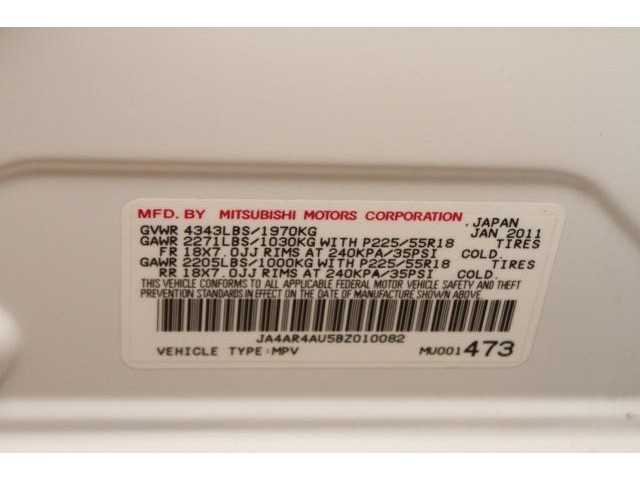 MFD. BY MITSUBISHI MOTORS CORPORATION, JAPAN
GVWR 4343LBS/1970KG JAN 2011
GAWR 2271LBS/1030KG WITH P225/55R18 TIRES
FR 18X7.0JJ RIMS AT 240KPA/35PSI COLD.
GAWR 2205LBS/1000KG WITH P225/55R18 TIRES
RR 18X7.0JJ RIMS AT 240KPA/35PSI COLD.
THIS VEHICLE CONFORMS TO ALL APPLICABLE FEDERAL MOTOR VEHICLE SAFETY AND
THEFT PREVENTION STANDARDS IN EFFECT ON THE DATE OF MANUFACTURE SHOWN ABOVE.
JA4AR4AU5BZ010082
VEHICLE TYPE:MPV MU001473